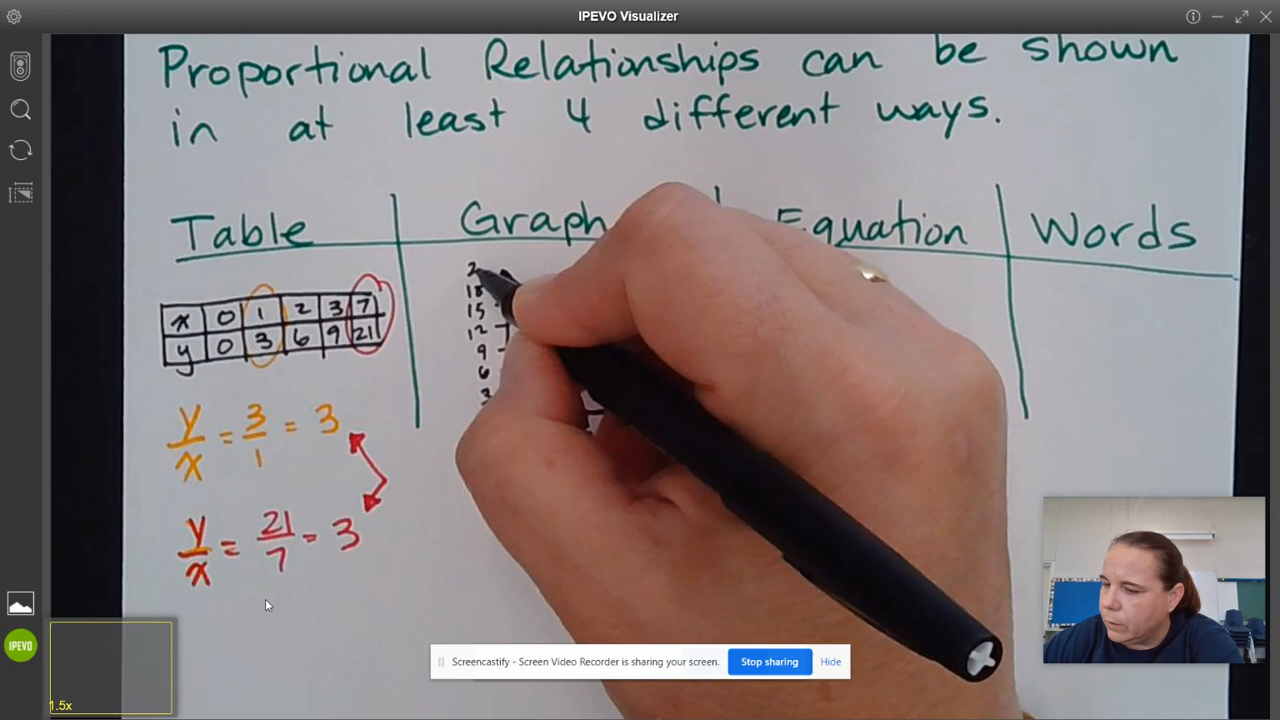 IPEVO Visualizer
Proportional Relationships can be shown
in at least 4 different ways.
Table Graph Equation Words
x 0 1 2 3 7
y 0 3 6 9 21
18
15
12
9
6
3
y/x = 3/1 = 3
y/x = 21/7 = 3
Screencastify - Screen Video Recorder is sharing your screen. Stop sharing Hide
IPEVO
1.5x